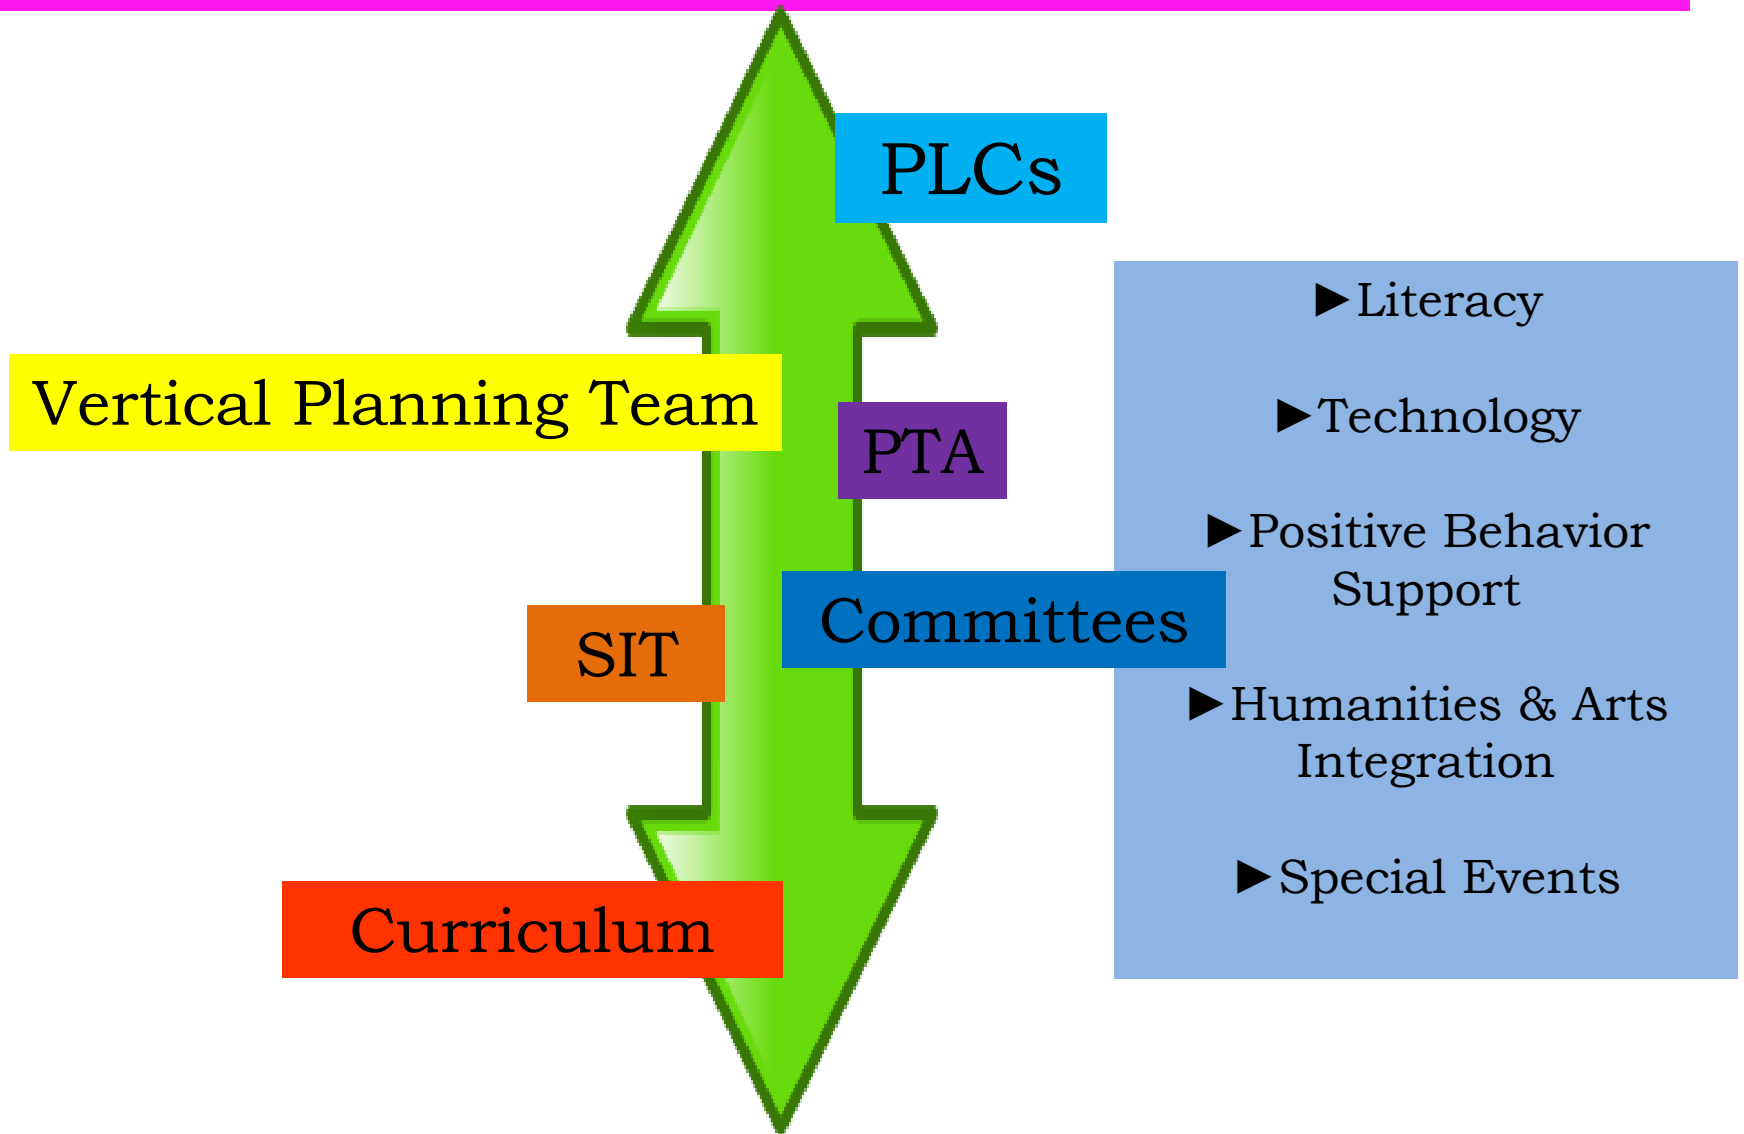 PLCs
Vertical Planning Team
PTA
SIT
Committees
Curriculum
►Literacy
►Technology
►Positive Behavior
Support
►Humanities & Arts
Integration
►Special Events